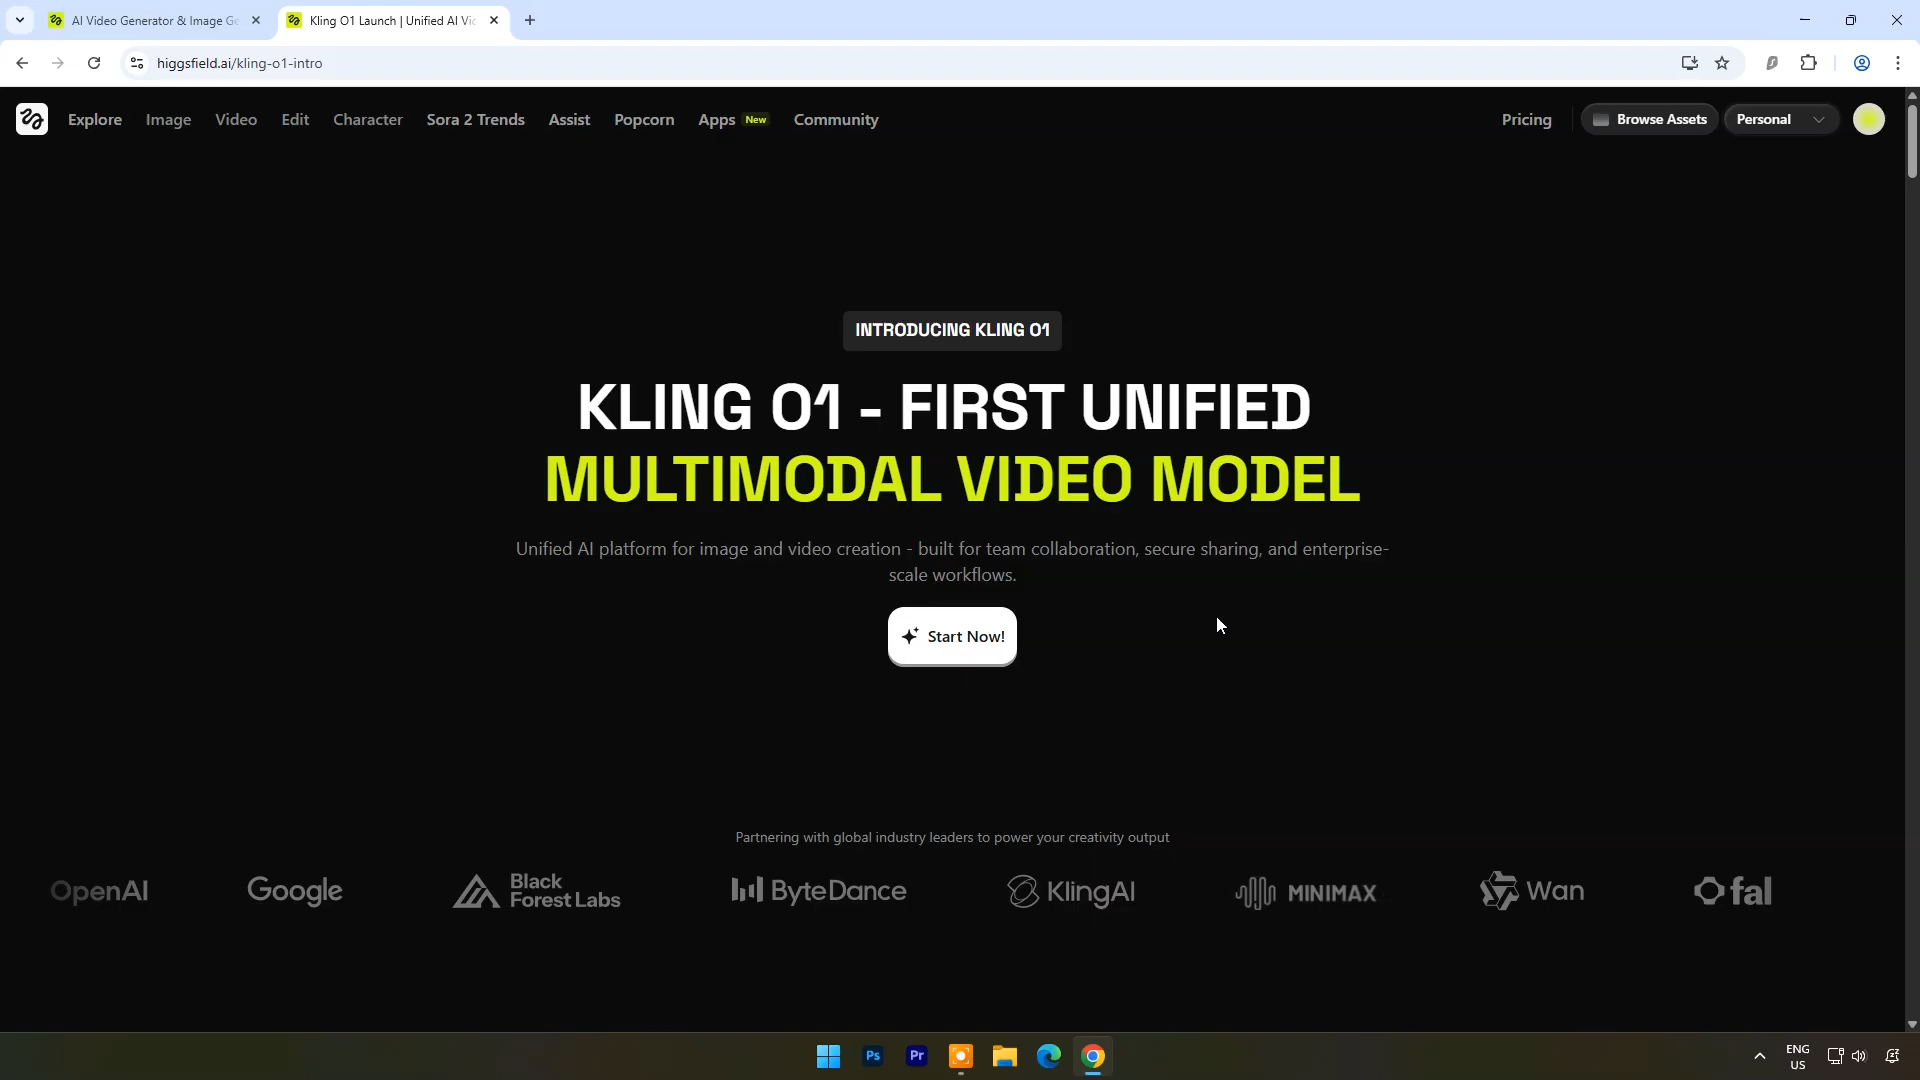 AI Video Generator & Image Ge
Kling O1 Launch | Unified AI Vid
higgsfield.ai/kling-o1-intro
Explore
Image
Video
Edit
Character
Sora 2 Trends
Assist
Popcorn
Apps New
Community
Pricing
Browse Assets
Personal
INTRODUCING KLING O1
KLING O1 - FIRST UNIFIED
MULTIMODAL VIDEO MODEL
Unified AI platform for image and video creation - built for team collaboration, secure sharing, and enterprise-
scale workflows.
Start Now!
Partnering with global industry leaders to power your creativity output
OpenAI
Google
Black
Forest Labs
ByteDance
KlingAI
MINIMAX
Wan
fal
Ps
Pr
ENG
US